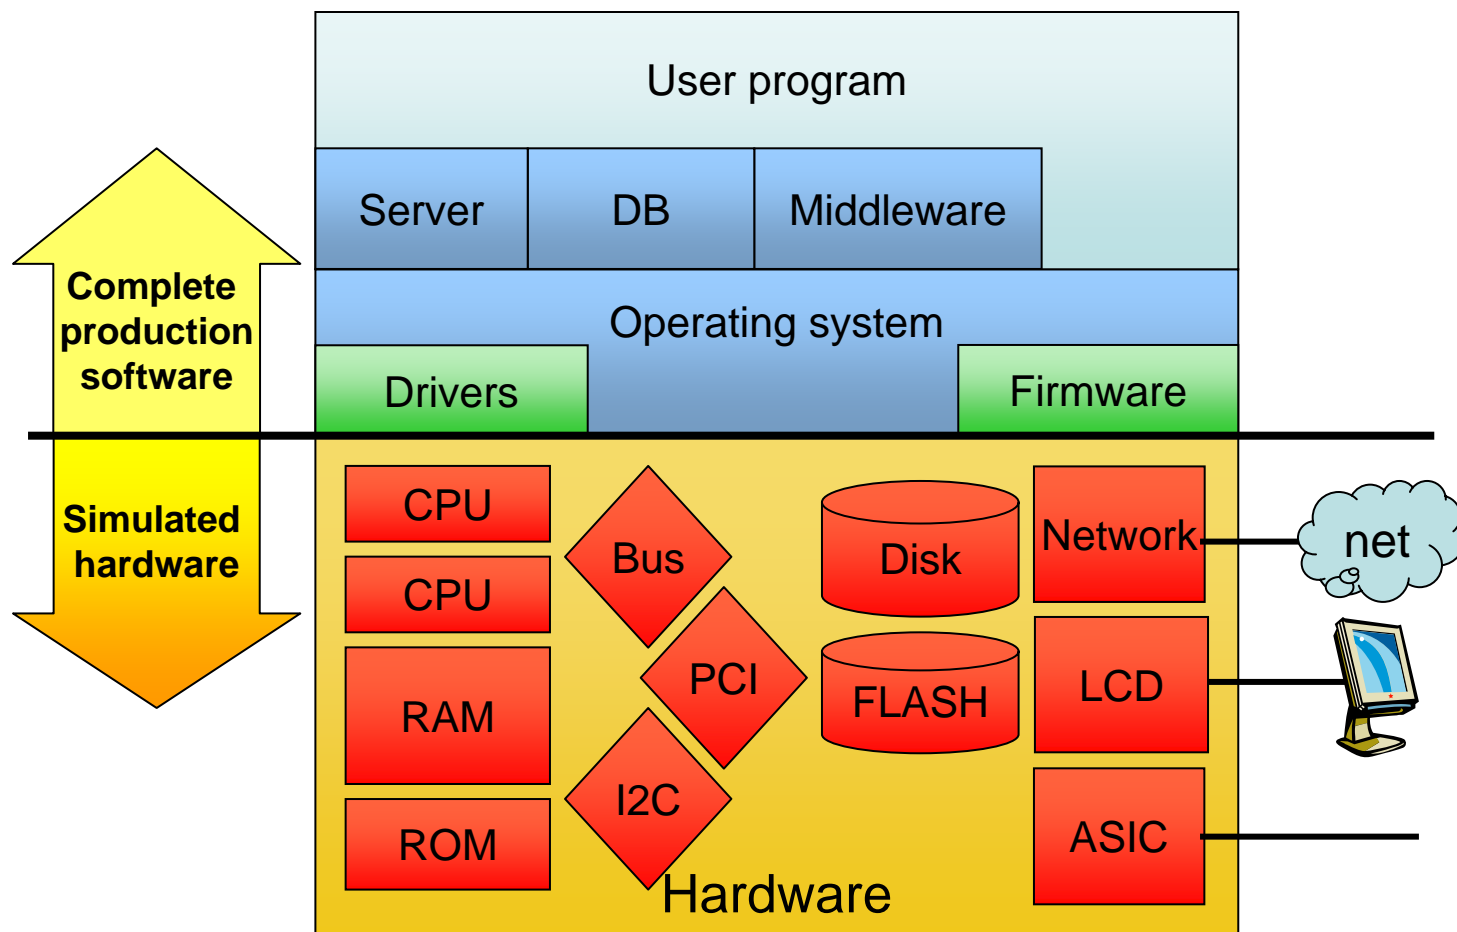 User program
Server
DB
Middleware
Complete
production
software
Operating system
Drivers
Firmware
Simulated
hardware
CPU
CPU
RAM
ROM
Bus
PCI
I2C
Disk
FLASH
Network
LCD
ASIC
net
Hardware